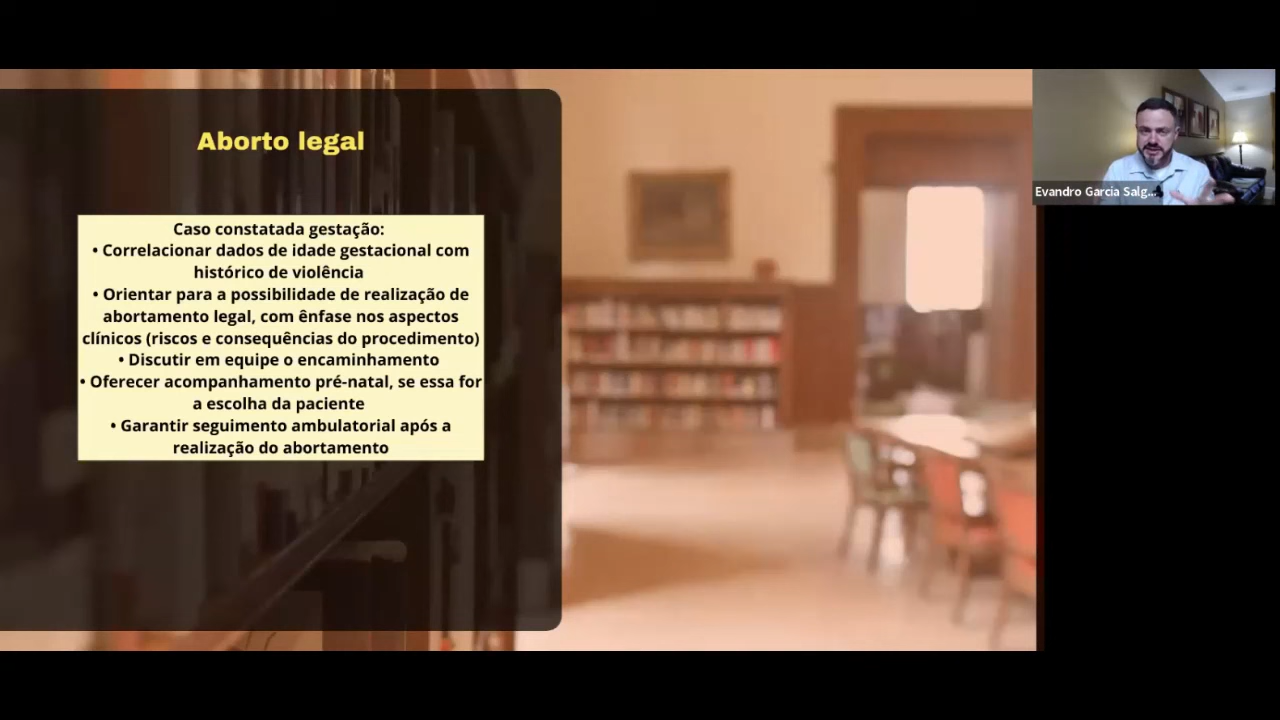 Aborto legal
Caso constatada gestação:
• Correlacionar dados de idade gestacional com
histórico de violência
• Orientar para a possibilidade de realização de
abortamento legal, com ênfase nos aspectos
clínicos (riscos e consequências do procedimento)
• Discutir em equipe o encaminhamento
• Oferecer acompanhamento pré-natal, se essa for
a escolha da paciente
• Garantir seguimento ambulatorial após a
realização do abortamento
Evandro Garcia Salg...